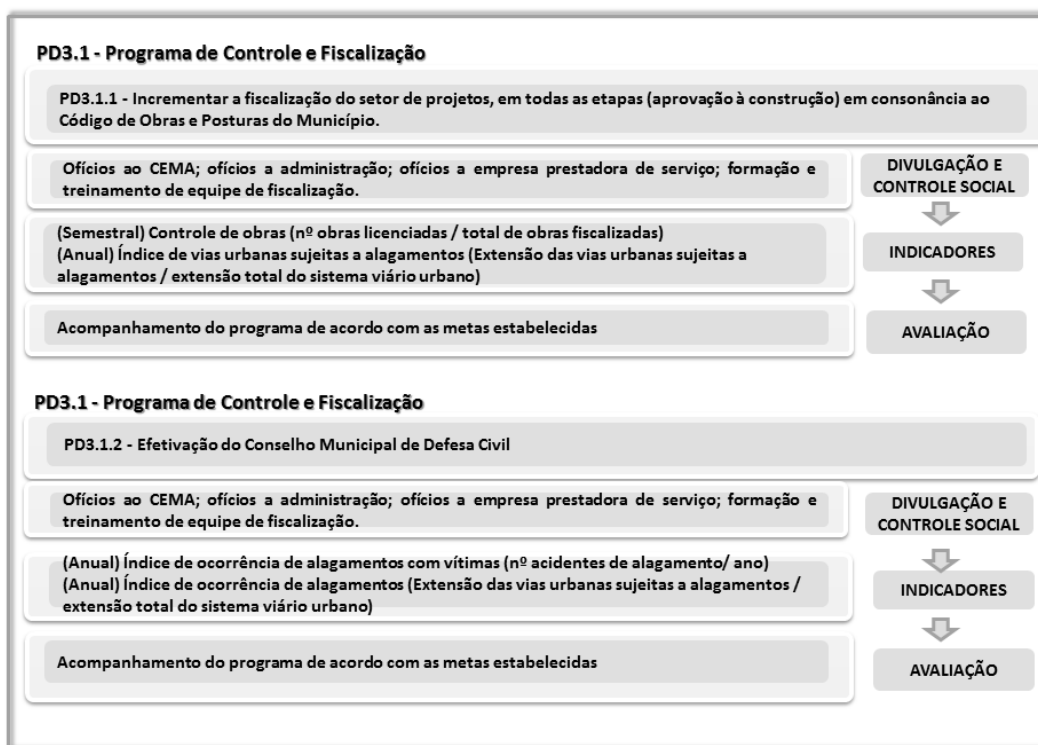 PD3.1 - Programa de Controle e Fiscalização
PD3.1.1 - Incrementar a fiscalização do setor de projetos, em todas as etapas (aprovação à construção) em consonância ao
Código de Obras e Posturas do Município.
Ofícios ao CEMA; ofícios a administração; ofícios a empresa prestadora de serviço; formação e
treinamento de equipe de fiscalização.
DIVULGAÇÃO E
CONTROLE SOCIAL
(Semestral) Controle de obras (nº obras licenciadas / total de obras fiscalizadas)
(Anual) Índice de vias urbanas sujeitas a alagamentos (Extensão das vias urbanas sujeitas a
alagamentos / extensão total do sistema viário urbano)
INDICADORES
Acompanhamento do programa de acordo com as metas estabelecidas
AVALIAÇÃO
PD3.1 - Programa de Controle e Fiscalização
PD3.1.2 - Efetivação do Conselho Municipal de Defesa Civil
Ofícios ao CEMA; ofícios a administração; ofícios a empresa prestadora de serviço; formação e
treinamento de equipe de fiscalização.
DIVULGAÇÃO E
CONTROLE SOCIAL
(Anual) Índice de ocorrência de alagamentos com vítimas (nº acidentes de alagamento/ ano)
(Anual) Índice de ocorrência de alagamentos (Extensão das vias urbanas sujeitas a alagamentos /
extensão total do sistema viário urbano)
INDICADORES
Acompanhamento do programa de acordo com as metas estabelecidas
AVALIAÇÃO